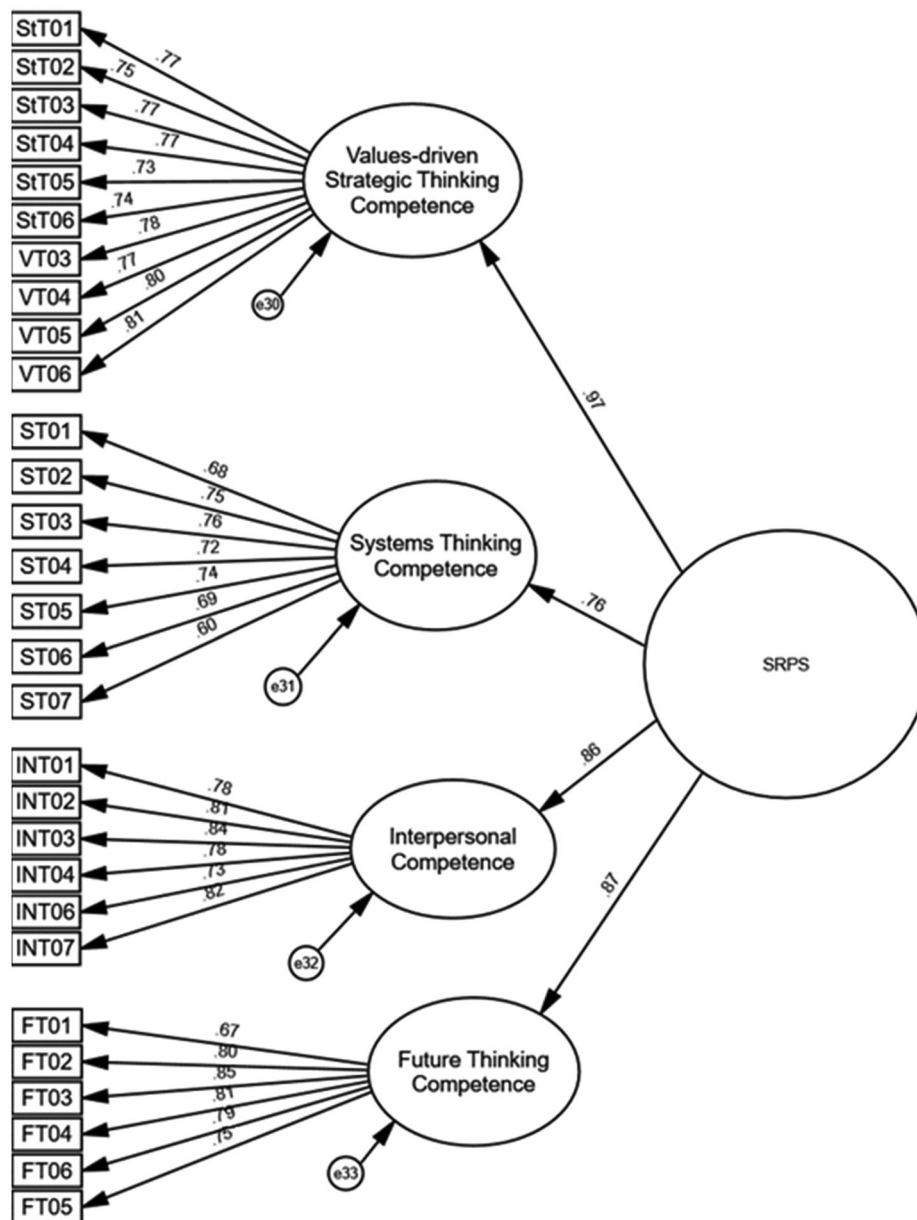 StT01
StT02
StT03
StT04
StT05
StT06
VT03
VT04
VT05
VT06
.77
.75
.77
.77
.73
.74
.78
.77
.80
.81
Values-driven
Strategic Thinking
Competence
e30
.97
ST01
ST02
ST03
ST04
ST05
ST06
ST07
.68
.75
.76
.72
.74
.69
.60
Systems Thinking
Competence
e31
.76
SRPS
INT01
INT02
INT03
INT04
INT06
INT07
.78
.81
.84
.78
.73
.82
Interpersonal
Competence
e32
.86
FT01
FT02
FT03
FT04
FT06
FT05
.67
.80
.85
.81
.79
.75
Future Thinking
Competence
e33
.87